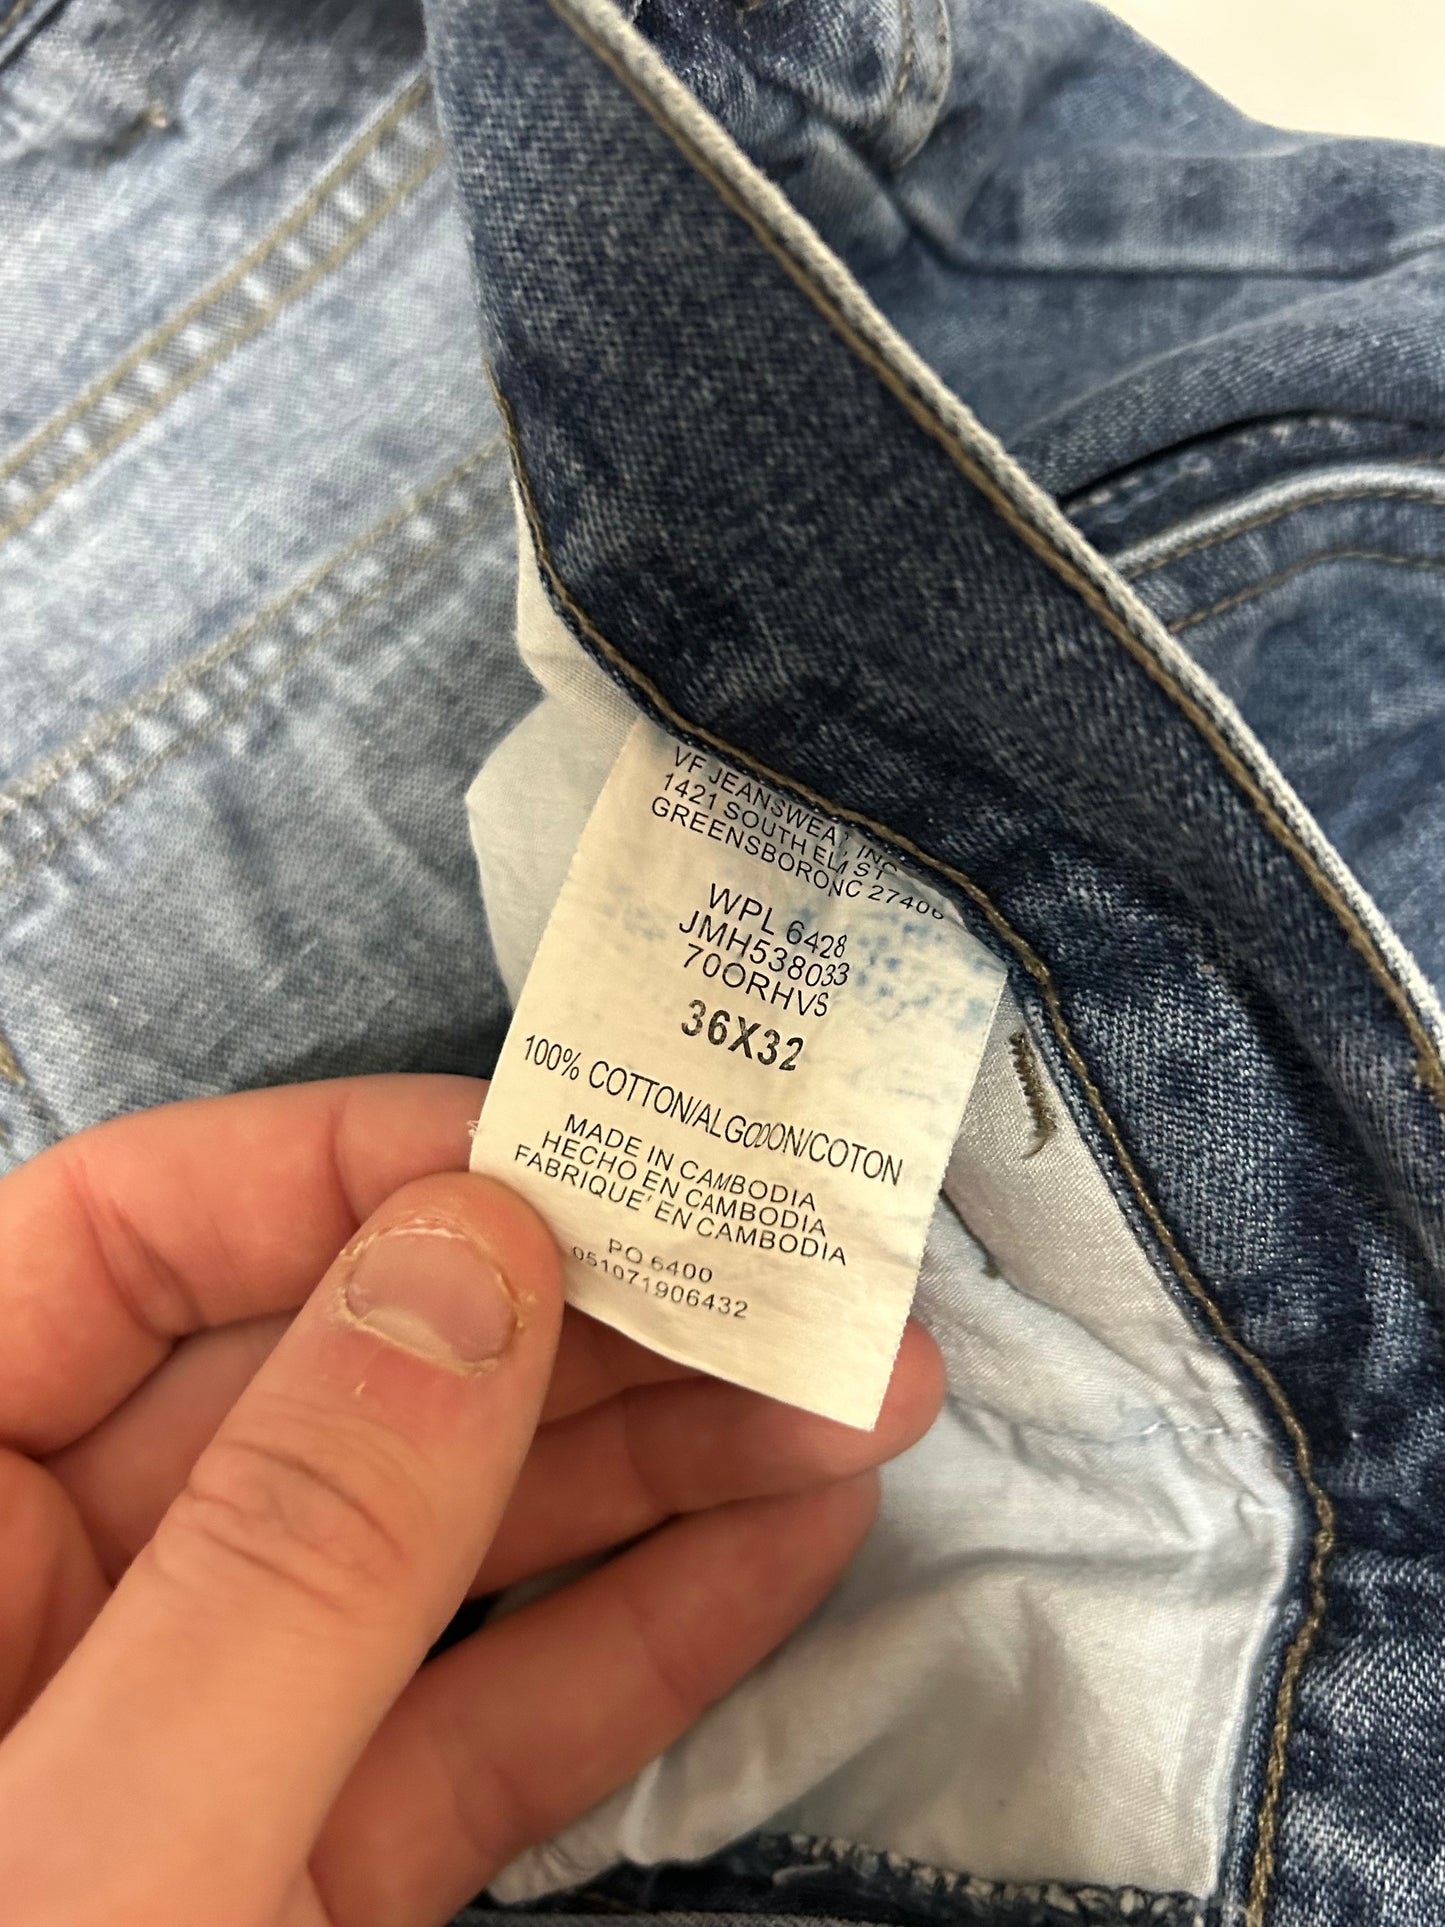 VF JEANSWEAR, INC
1421 SOUTH ELM ST
GREENSBORO NC 27406
WPL 6428
JMH538033
70ORHVS
36X32
100% COTTON/ALGODON/COTON
MADE IN CAMBODIA
HECHO EN CAMBODIA
FABRIQUE' EN CAMBODIA
PO 6400
051071906432